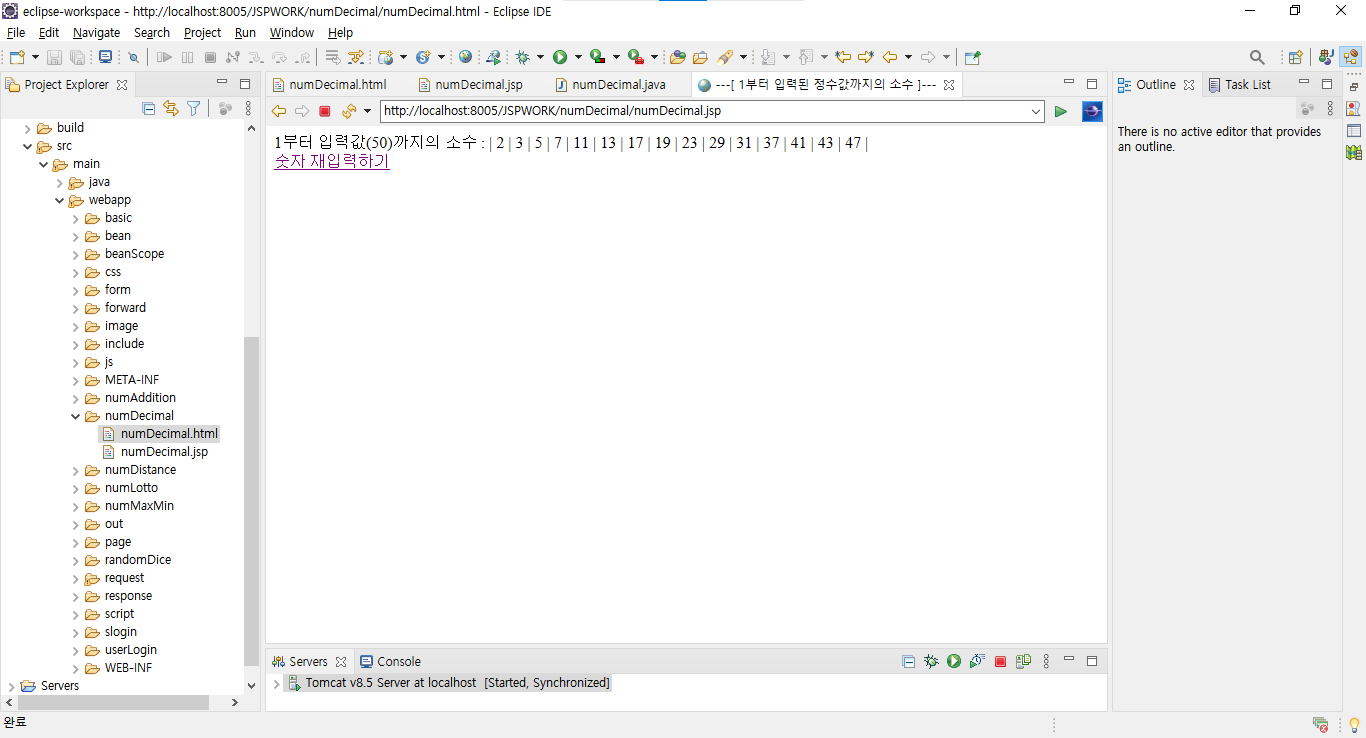 eclipse-workspace - http://localhost:8005/JSPWORK/numDecimal/numDecimal.html - Eclipse IDE
File Edit Navigate Search Project Run Window Help
Project Explorer
build
src
main
java
webapp
basic
bean
beanScope
css
form
forward
image
include
js
META-INF
numAddition
numDecimal
numDecimal.html
numDecimal.jsp
numDistance
numLotto
numMaxMin
out
page
randomDice
request
response
script
slogin
userLogin
WEB-INF
Servers
numDecimal.html numDecimal.jsp numDecimal.java ---[ 1부터 입력된 정수값까지의 소수 ]---
http://localhost:8005/JSPWORK/numDecimal/numDecimal.jsp
1부터 입력값(50)까지의 소수 : | 2 | 3 | 5 | 7 | 11 | 13 | 17 | 19 | 23 | 29 | 31 | 37 | 41 | 43 | 47 |
숫자 재입력하기
Servers Console
Tomcat v8.5 Server at localhost [Started, Synchronized]
Outline Task List
There is no active editor that provides
an outline.
완료